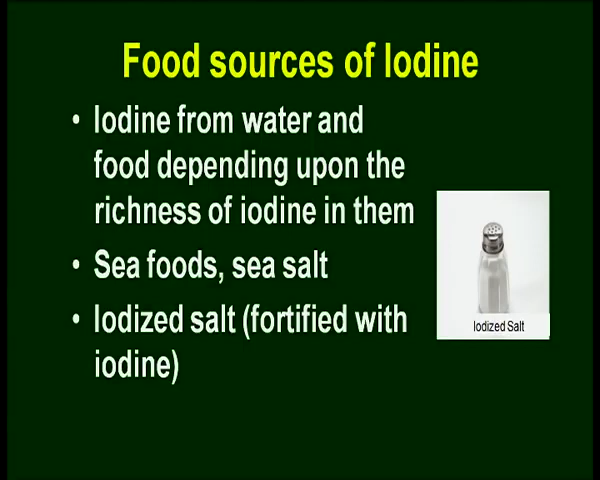 Food sources of Iodine
• Iodine from water and
food depending upon the
richness of iodine in them
• Sea foods, sea salt
• Iodized salt (fortified with
iodine)
Iodized Salt